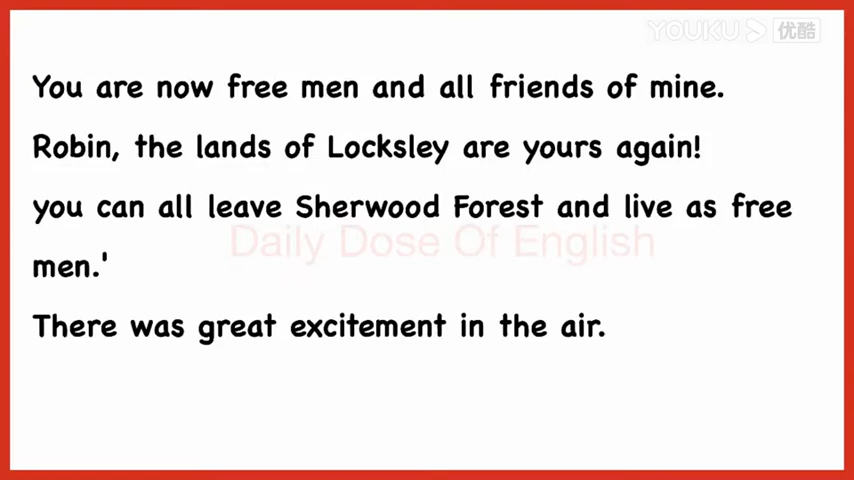 YOUKU 优酷
You are now free men and all friends of mine.
Robin, the lands of Locksley are yours again!
you can all leave Sherwood Forest and live as free
Daily Dose Of English
men.'
There was great excitement in the air.